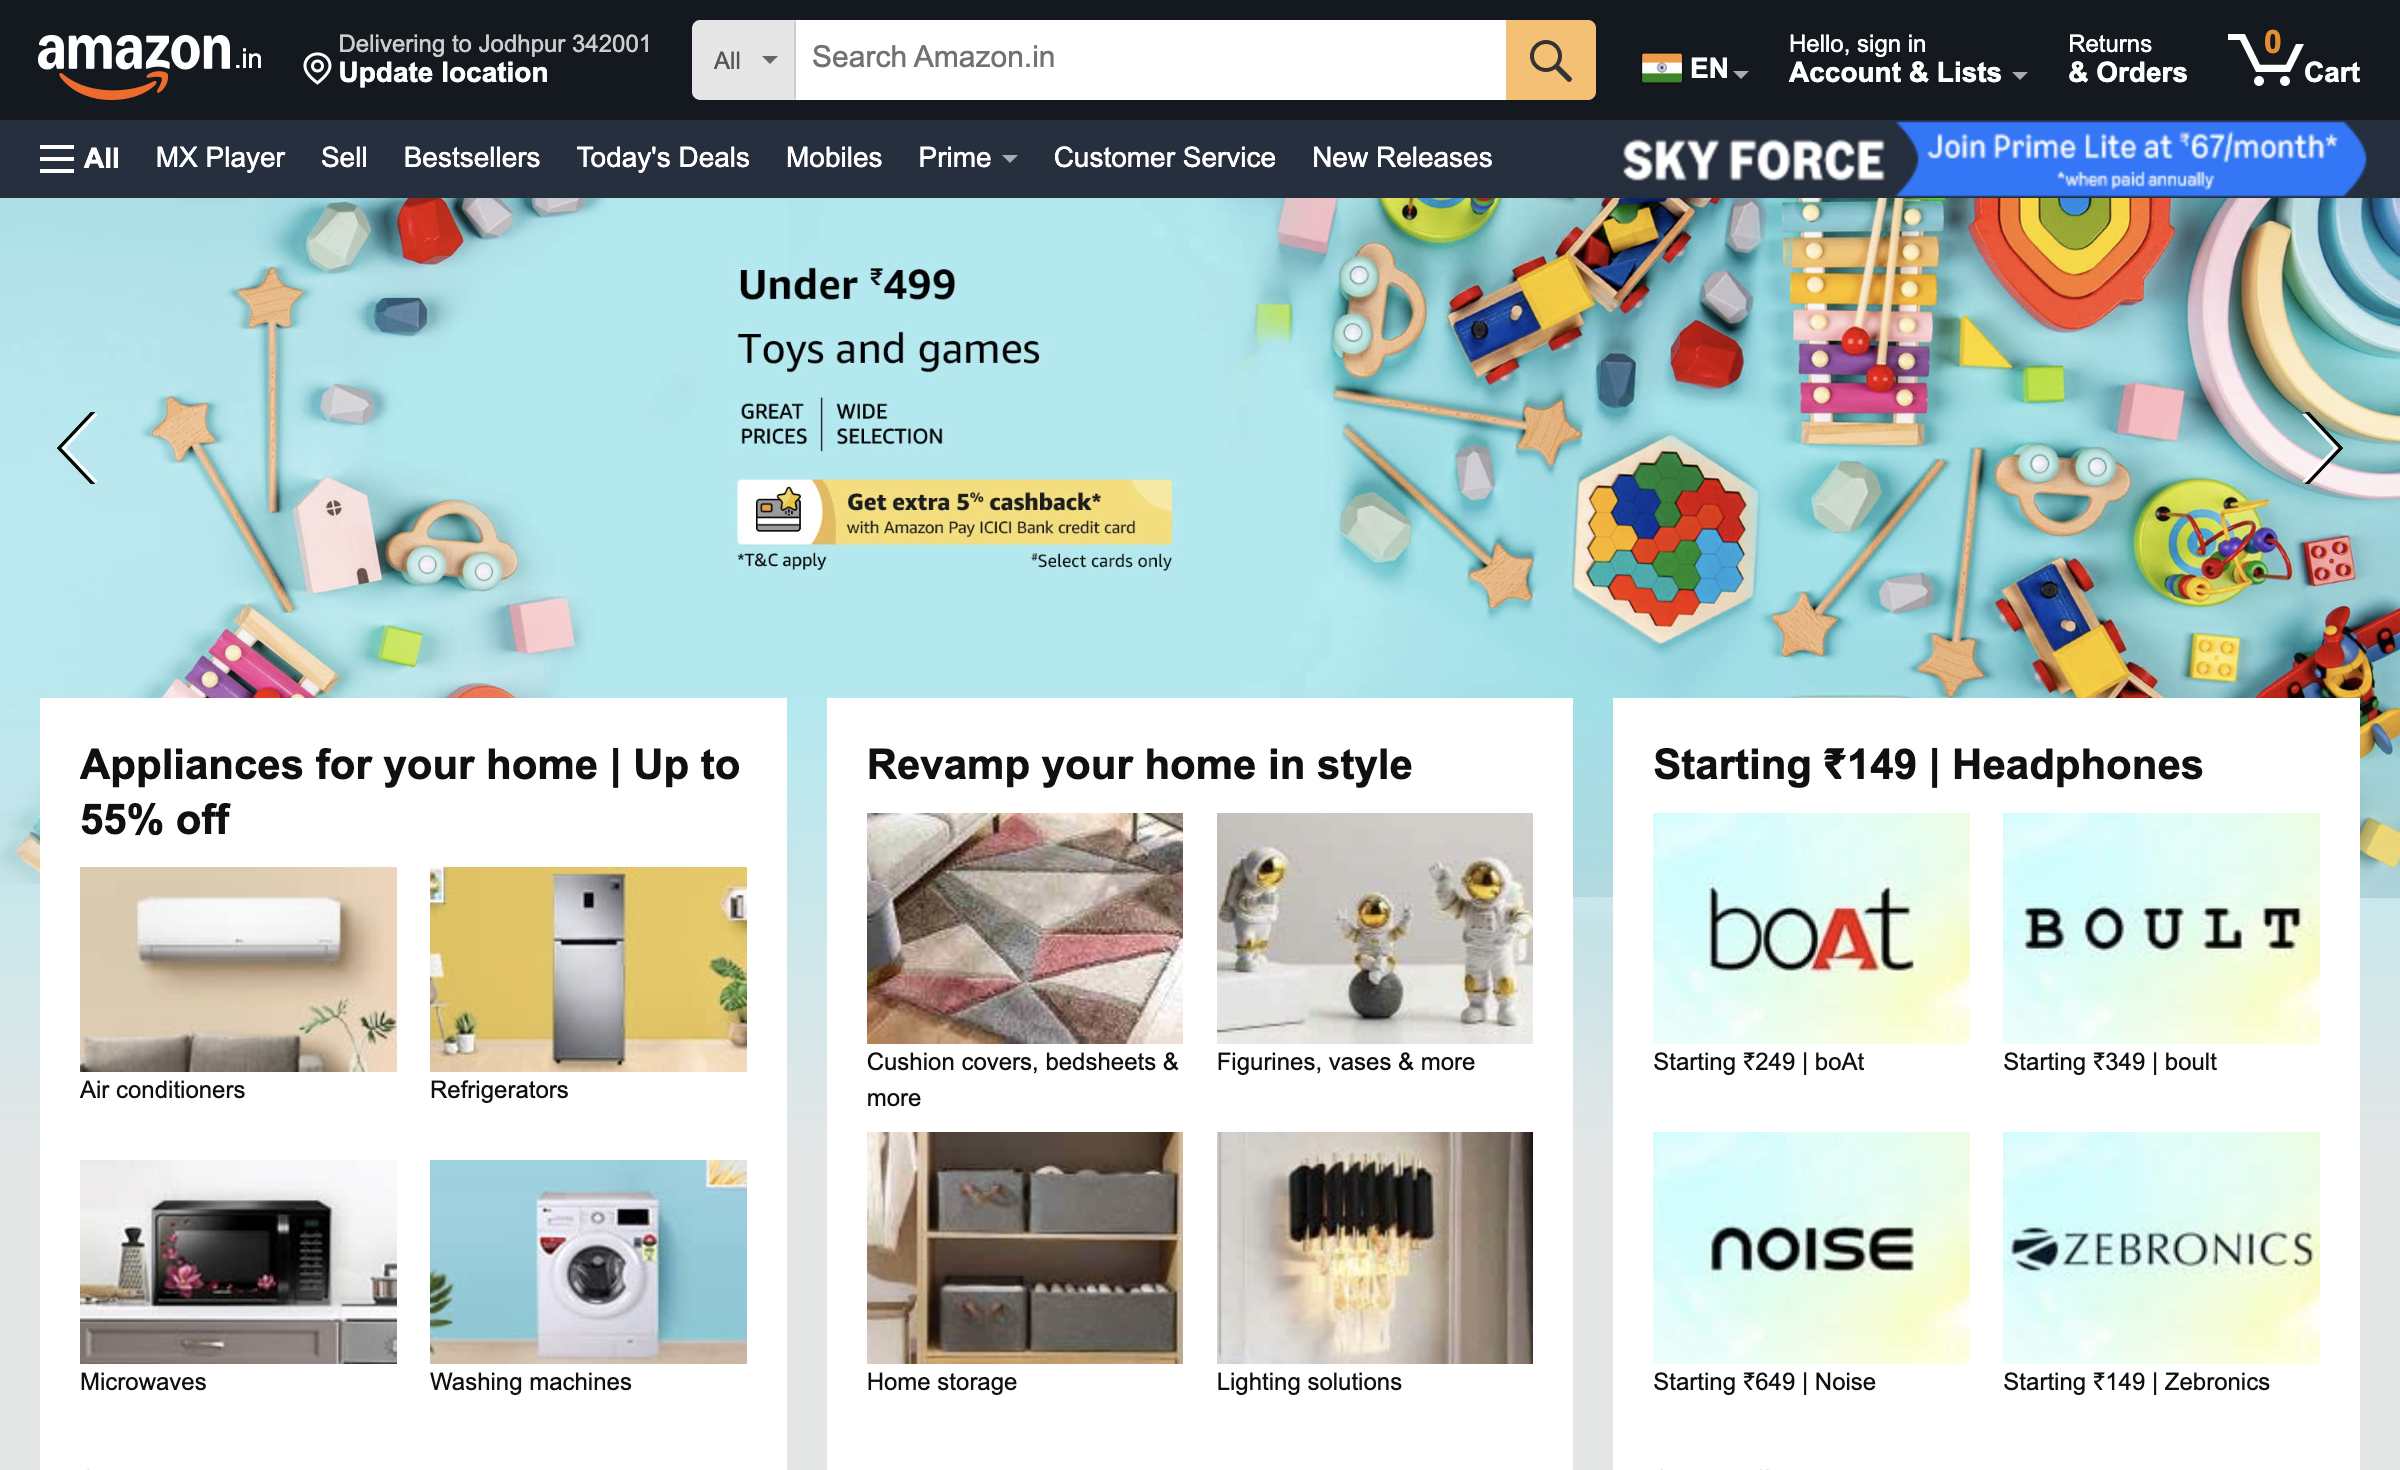 amazon.in
Delivering to Jodhpur 342001
Update location
All
Search Amazon.in
EN
Hello, sign in
Account & Lists
Returns
& Orders
0
Cart
All
MX Player
Sell
Bestsellers
Today's Deals
Mobiles
Prime
Customer Service
New Releases
SKY FORCE
Join Prime Lite at ₹67/month*
*when paid annually
Under ₹499
Toys and games
GREAT
PRICES
WIDE
SELECTION
Get extra 5% cashback*
with Amazon Pay ICICI Bank credit card
*T&C apply
#Select cards only
Appliances for your home | Up to
55% off
Air conditioners
Refrigerators
Microwaves
Washing machines
Revamp your home in style
Cushion covers, bedsheets &
more
Figurines, vases & more
Home storage
Lighting solutions
Starting ₹149 | Headphones
boAt
BOULT
Starting ₹249 | boAt
Starting ₹349 | boult
noise
ZEBRONICS
Starting ₹649 | Noise
Starting ₹149 | Zebronics